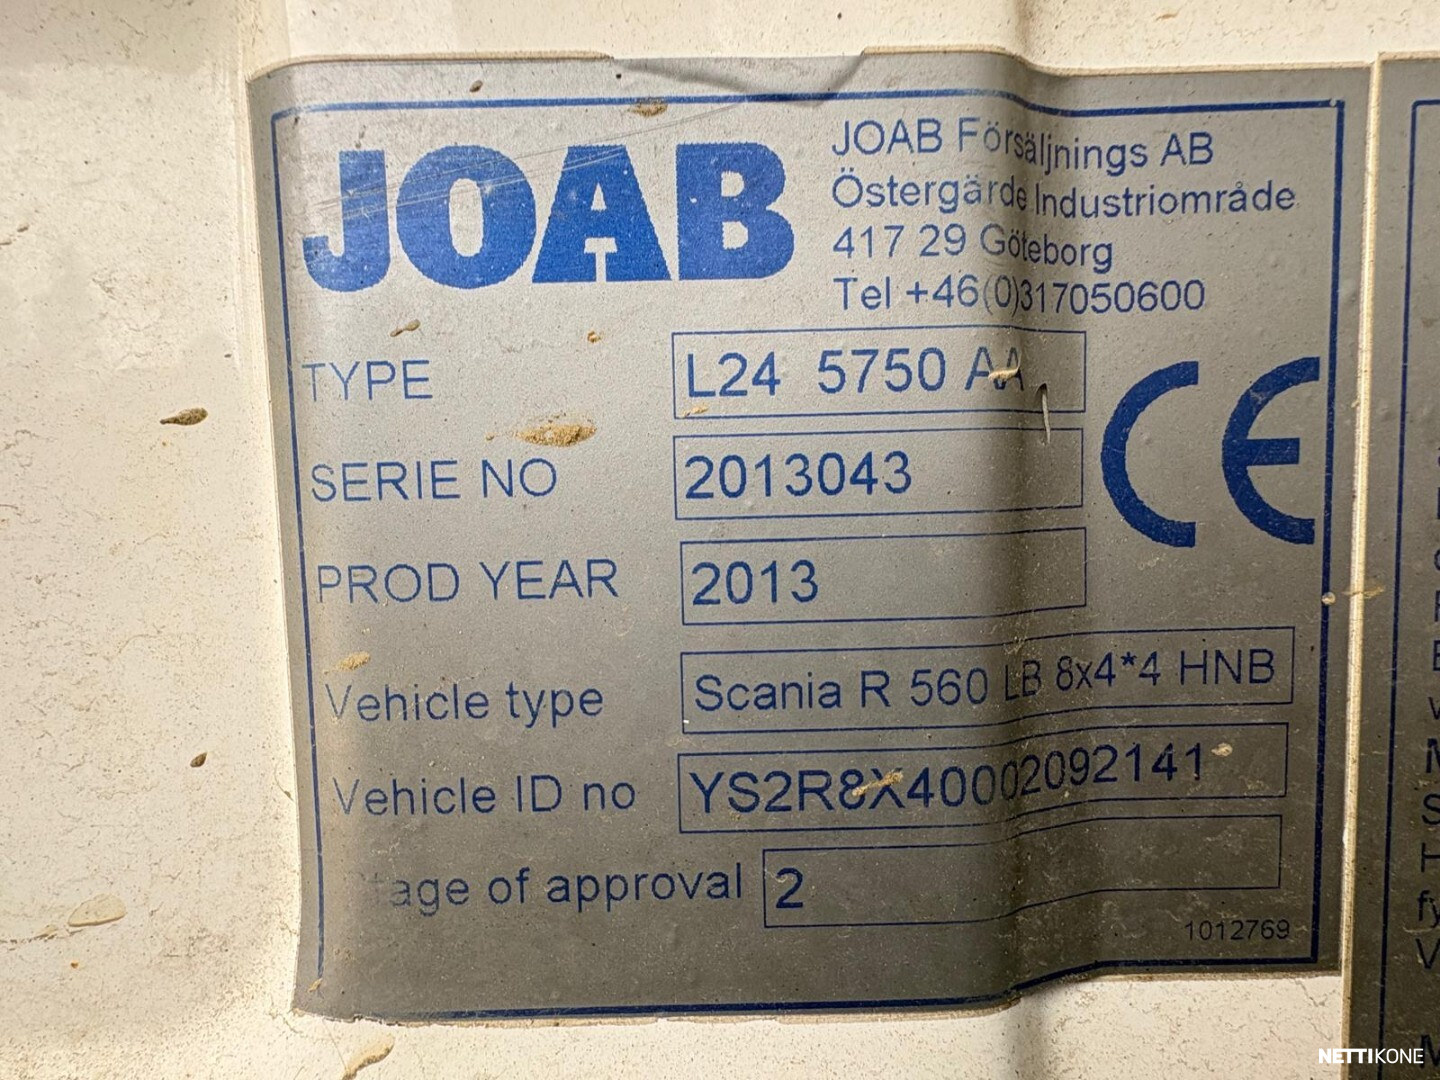 JOAB
JOAB Försäljnings AB
Östergärde Industriområde
417 29 Göteborg
Tel +46(0)317050600
TYPE L24 5750 AA
SERIE NO 2013043
CE
PROD YEAR 2013
Vehicle type Scania R 560 LB 8x4*4 HNB
Vehicle ID no YS2R8X40002092141
tage of approval 2
1012769
NETTIKONE